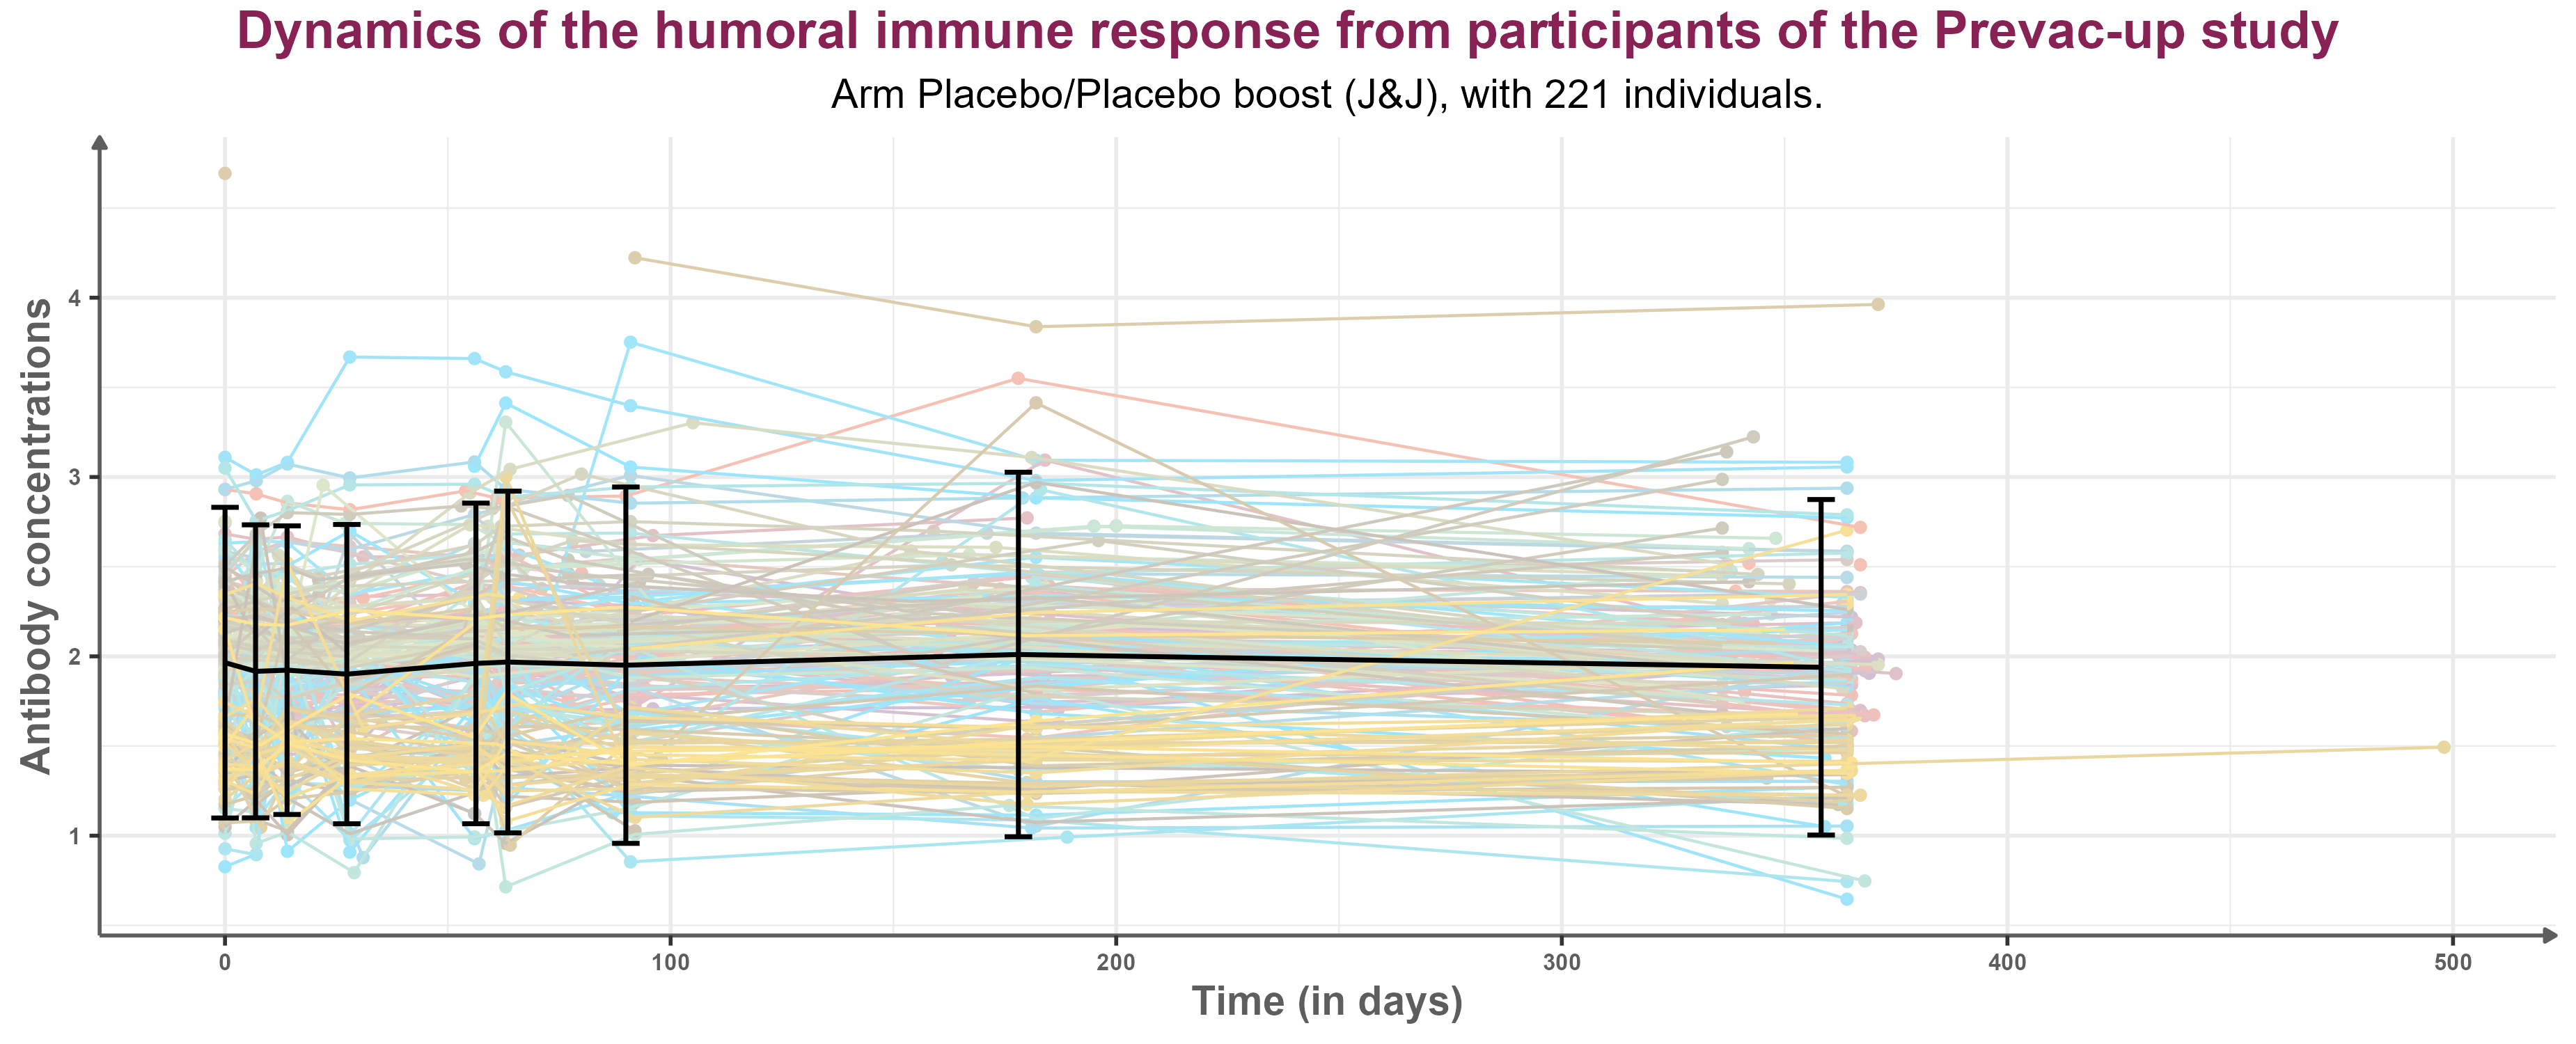 Dynamics of the humoral immune response from participants of the Prevac-up study
Arm Placebo/Placebo boost (J&J), with 221 individuals.
Antibody concentrations
4
3
2
1
0 100 200 300 400 500
Time (in days)